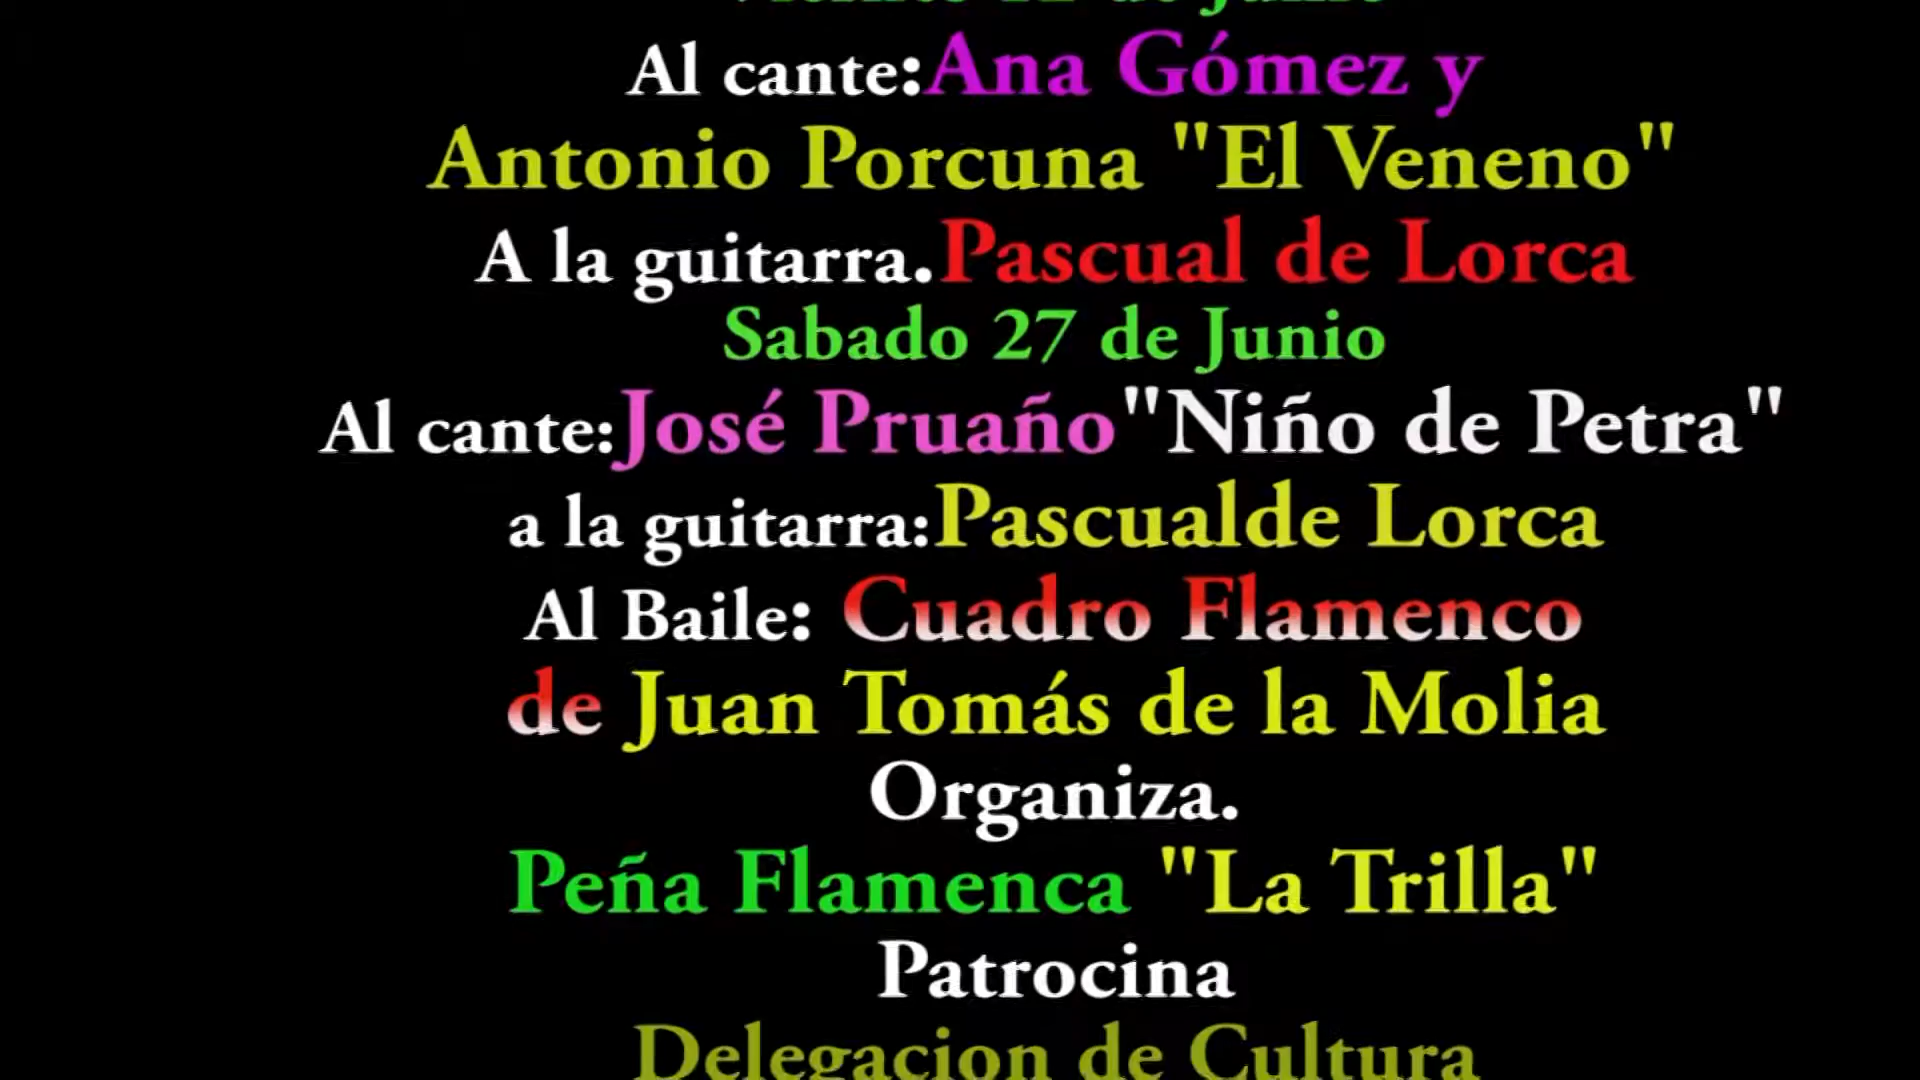 de Junio
Al cante:Ana Gómez y
Antonio Porcuna "El Veneno"
A la guitarra.Pascual de Lorca
Sabado 27 de Junio
Al cante:José Pruaño"Niño de Petra"
a la guitarra:Pascualde Lorca
Al Baile: Cuadro Flamenco
de Juan Tomás de la Molia
Organiza.
Peña Flamenca "La Trilla"
Patrocina
Delegacion de Cultura